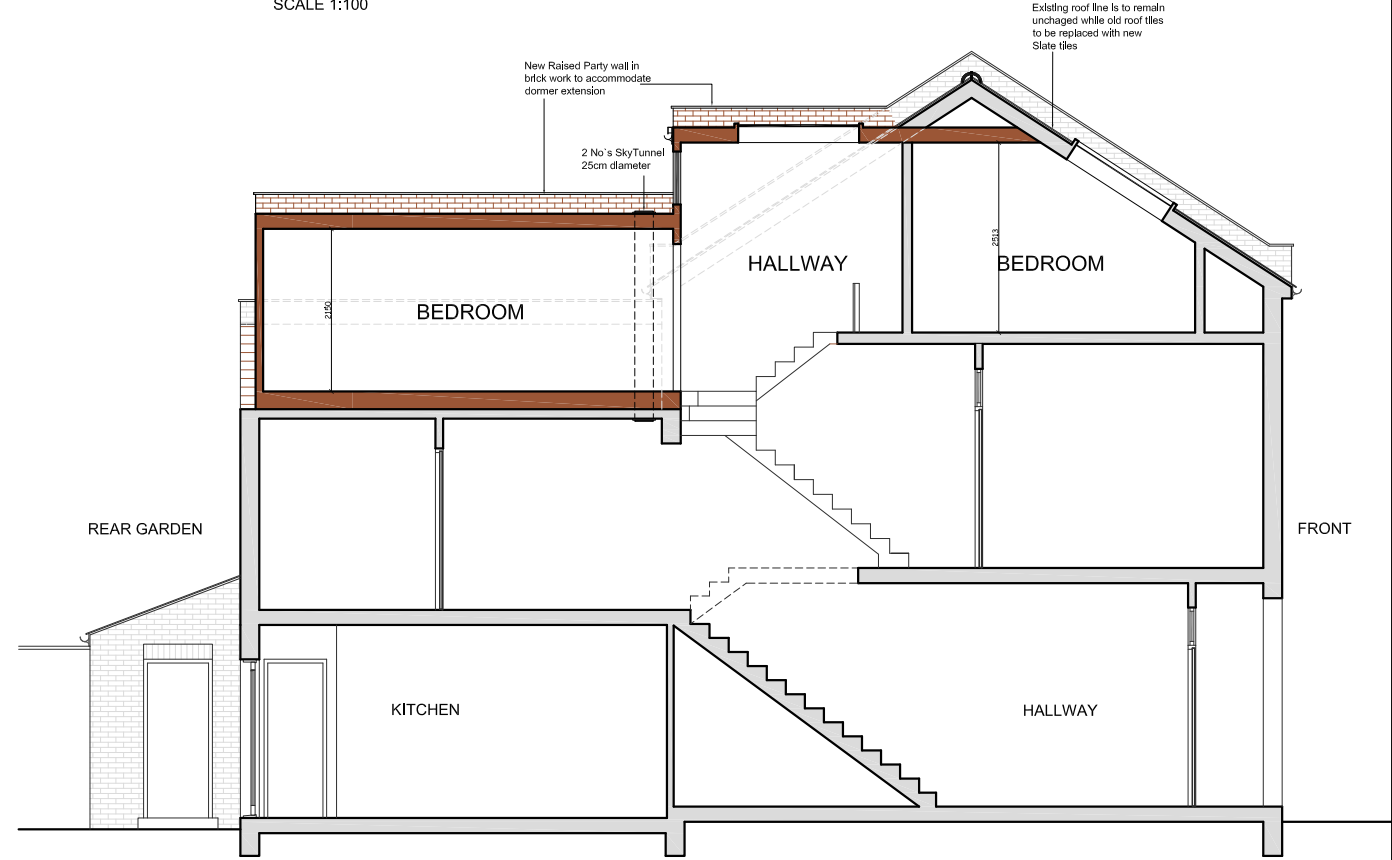 SCALE 1:100
Existing roof line is to remain
unchaged while old roof tiles
to be replaced with new
Slate tiles
New Raised Party wall in
brick work to accommodate
dormer extension
2 No`s SkyTunnel
25cm diameter
HALLWAY
2513
BEDROOM
2150
BEDROOM
REAR GARDEN
FRONT
KITCHEN
HALLWAY